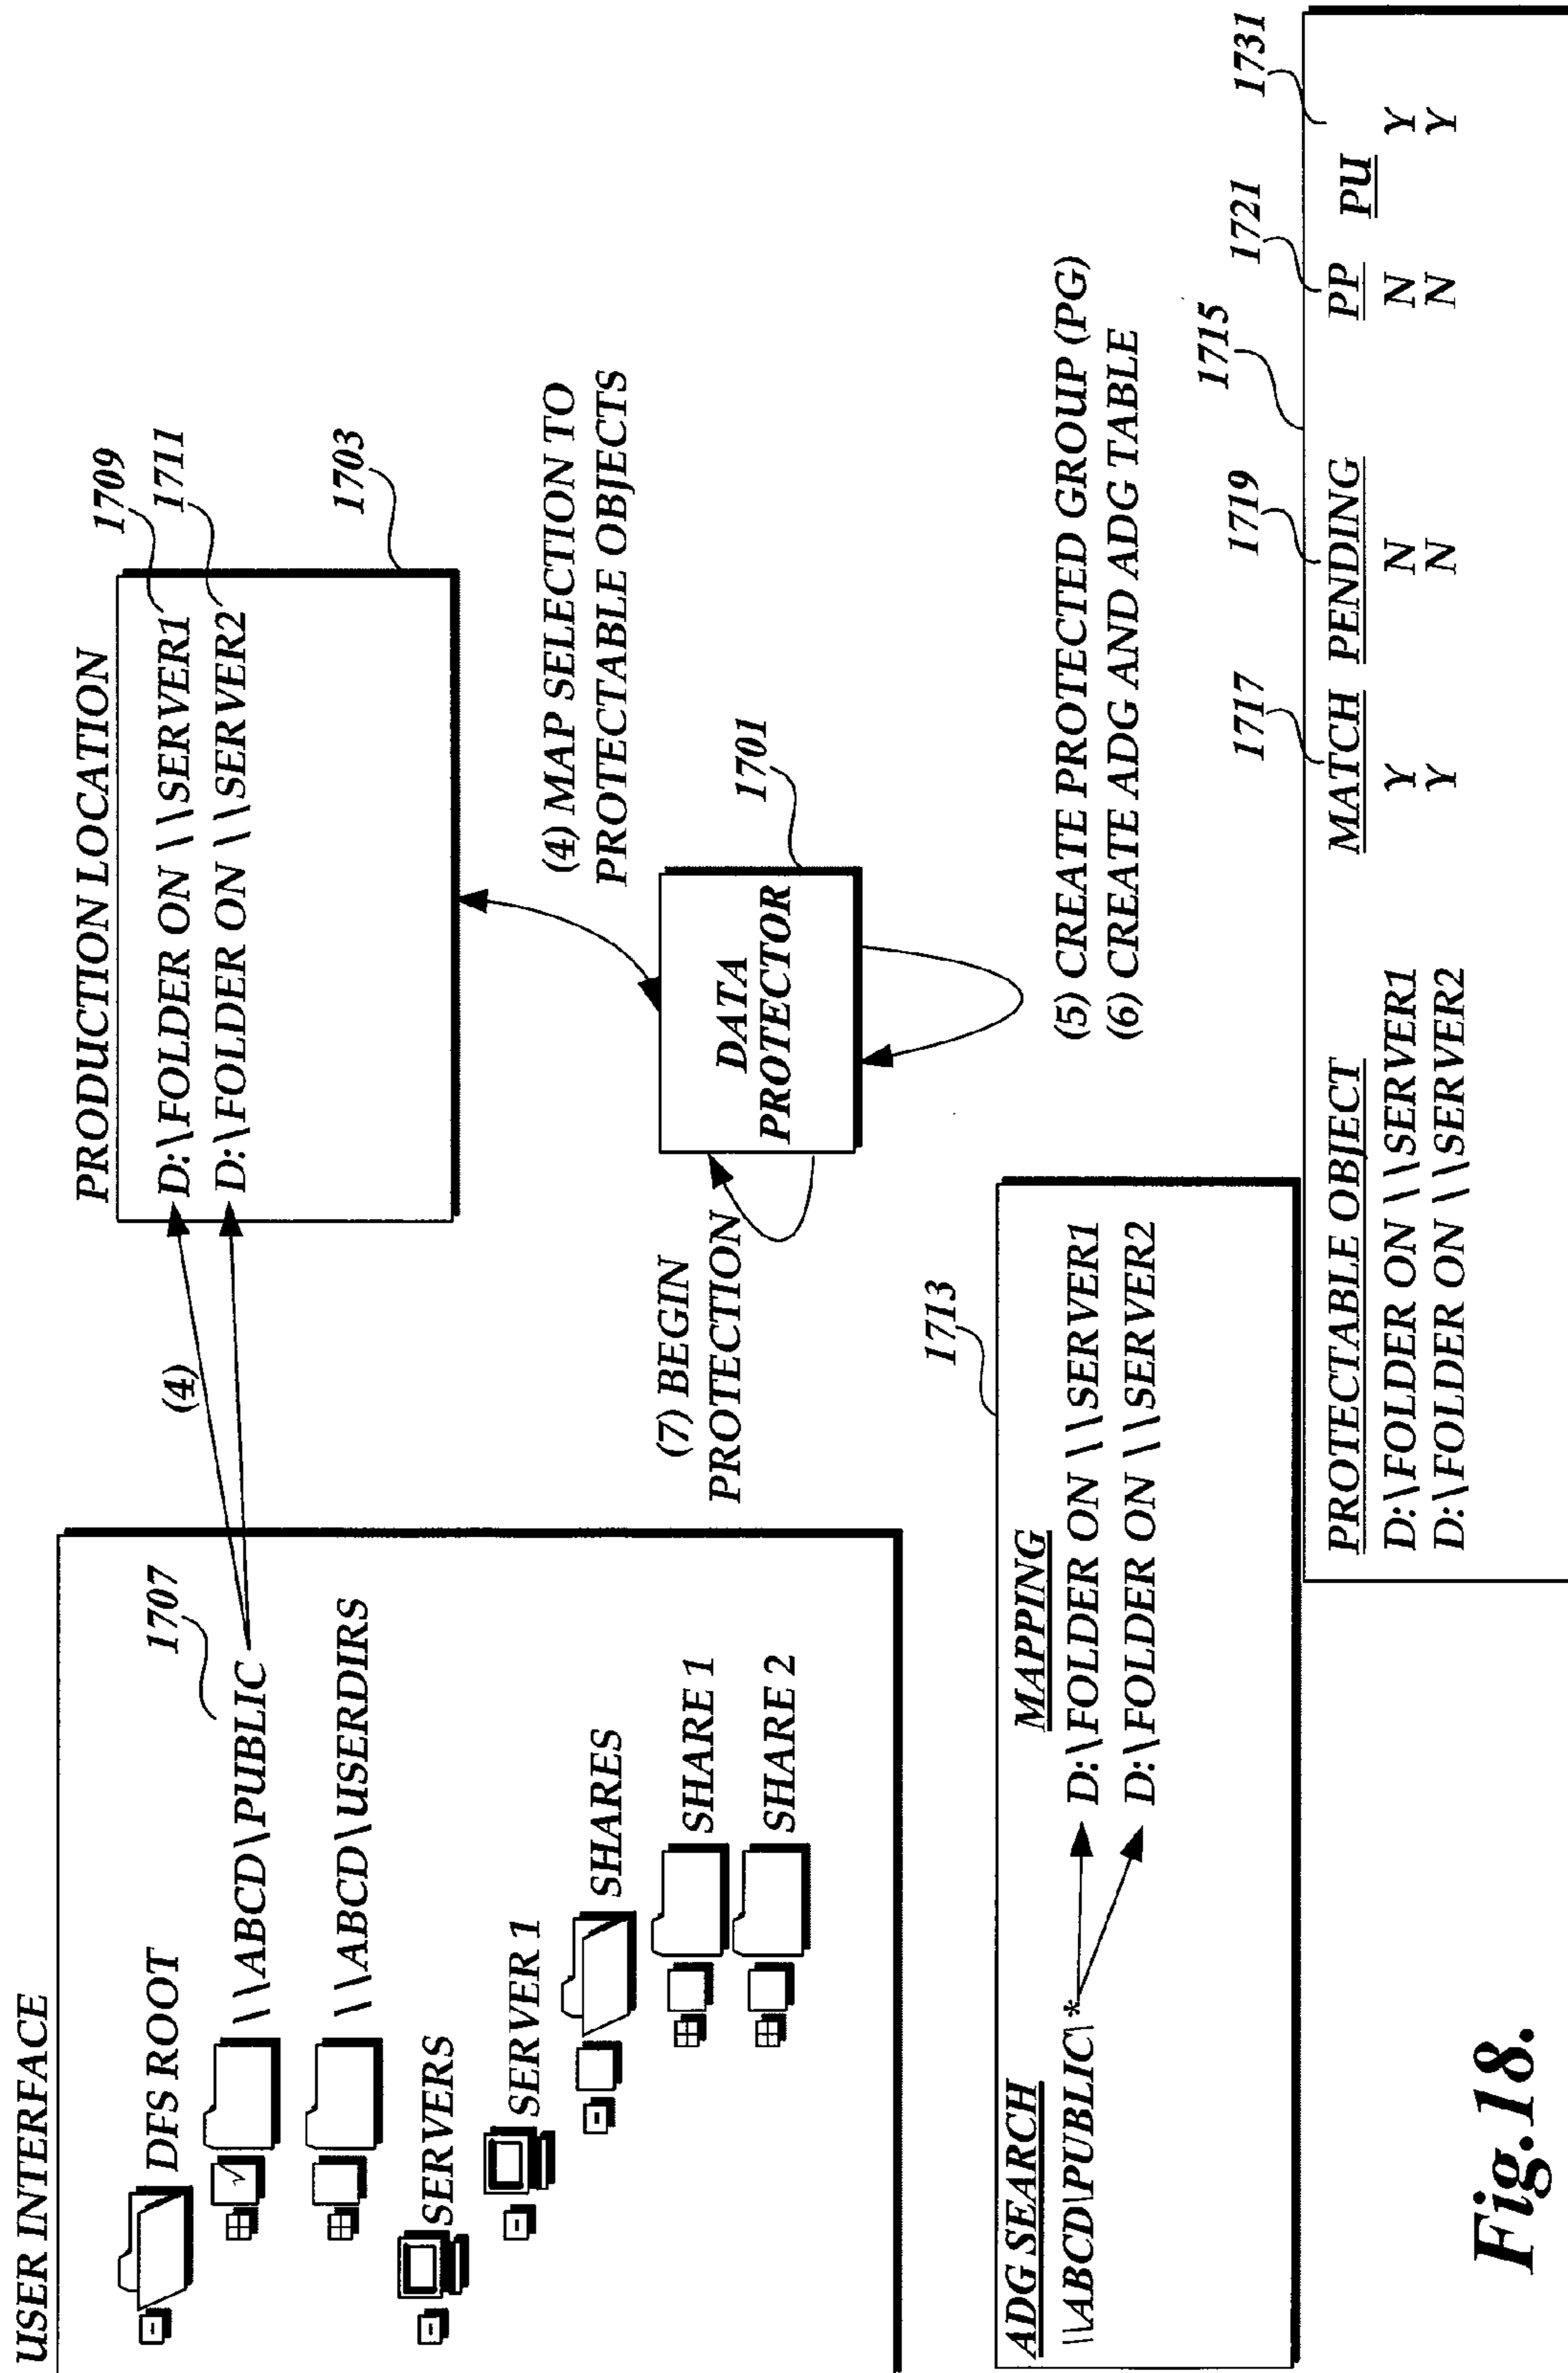 USER INTERFACE
DFS ROOT
\\ABCD\PUBLIC
1707
\\ABCD\USERDIRS
SERVERS
SERVER 1
SHARES
SHARE 1
SHARE 2
(4)
PRODUCTION LOCATION
D:\FOLDER ON \\SERVER1
D:\FOLDER ON \\SERVER2
1709
1711
1703
(4) MAP SELECTION TO
PROTECTABLE OBJECTS
DATA
PROTECTOR
1701
(7) BEGIN
PROTECTION
(5) CREATE PROTECTED GROUP (PG)
(6) CREATE ADG AND ADG TABLE
1713
ADG SEARCH MAPPING
\\ABCD\PUBLIC\* D:\FOLDER ON \\SERVER1
D:\FOLDER ON \\SERVER2
1717 1719 1715 1721 1731
PROTECTABLE OBJECT MATCH PENDING PP PU
D:\FOLDER ON \\SERVER1 Y N N Y
D:\FOLDER ON \\SERVER2 Y N N Y
Fig.18.